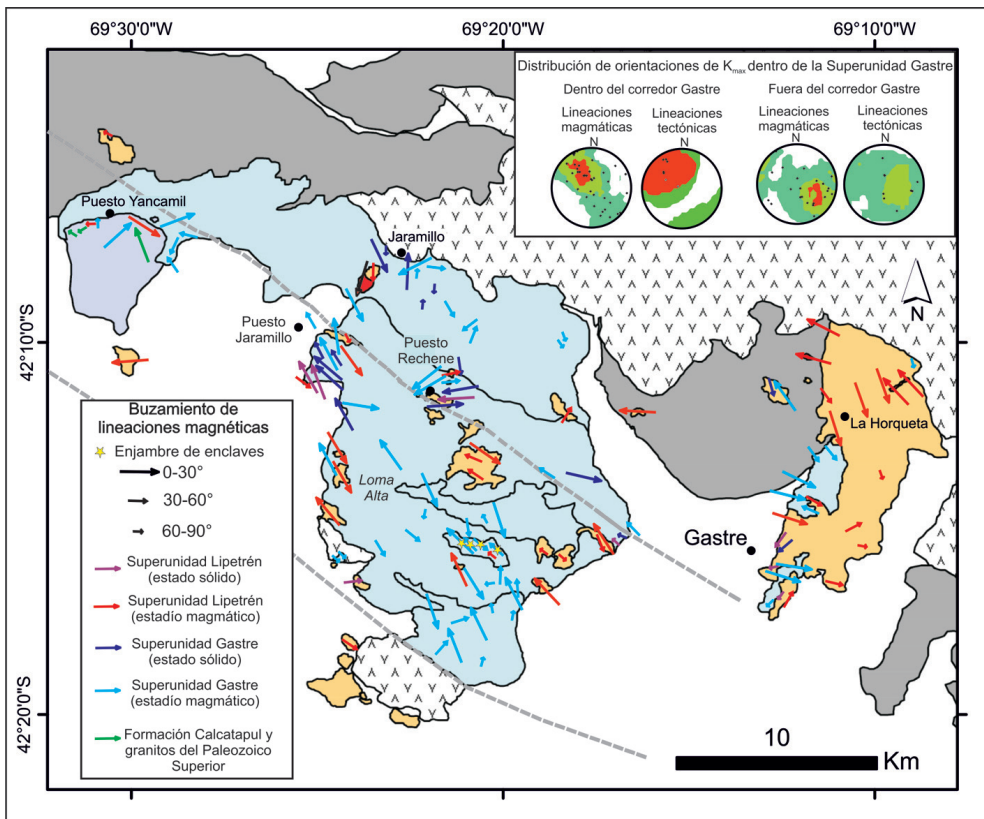 69°30'0"W
69°20'0"W
69°10'0"W
Distribución de orientaciones de Kmax dentro de la Superunidad Gastre
Dentro del corredor Gastre
Fuera del corredor Gastre
Lineaciones
magmáticas
Lineaciones
tectónicas
Lineaciones
magmáticas
Lineaciones
tectónicas
N
N
N
N
Puesto Yancamil
Jaramillo
N
42°10'0"S
Puesto
Jaramillo
Puesto
Rechene
La Horqueta
Loma
Alta
Gastre
Buzamiento de
lineaciones magnéticas
Enjambre de enclaves
0-30°
30-60°
60-90°
Superunidad Lipetrén
(estado sólido)
Superunidad Lipetrén
(estadío magmático)
Superunidad Gastre
(estado sólido)
Superunidad Gastre
(estadío magmático)
Formación Calcatapul y
granitos del Paleozoico
Superior
42°20'0"S
10
Km